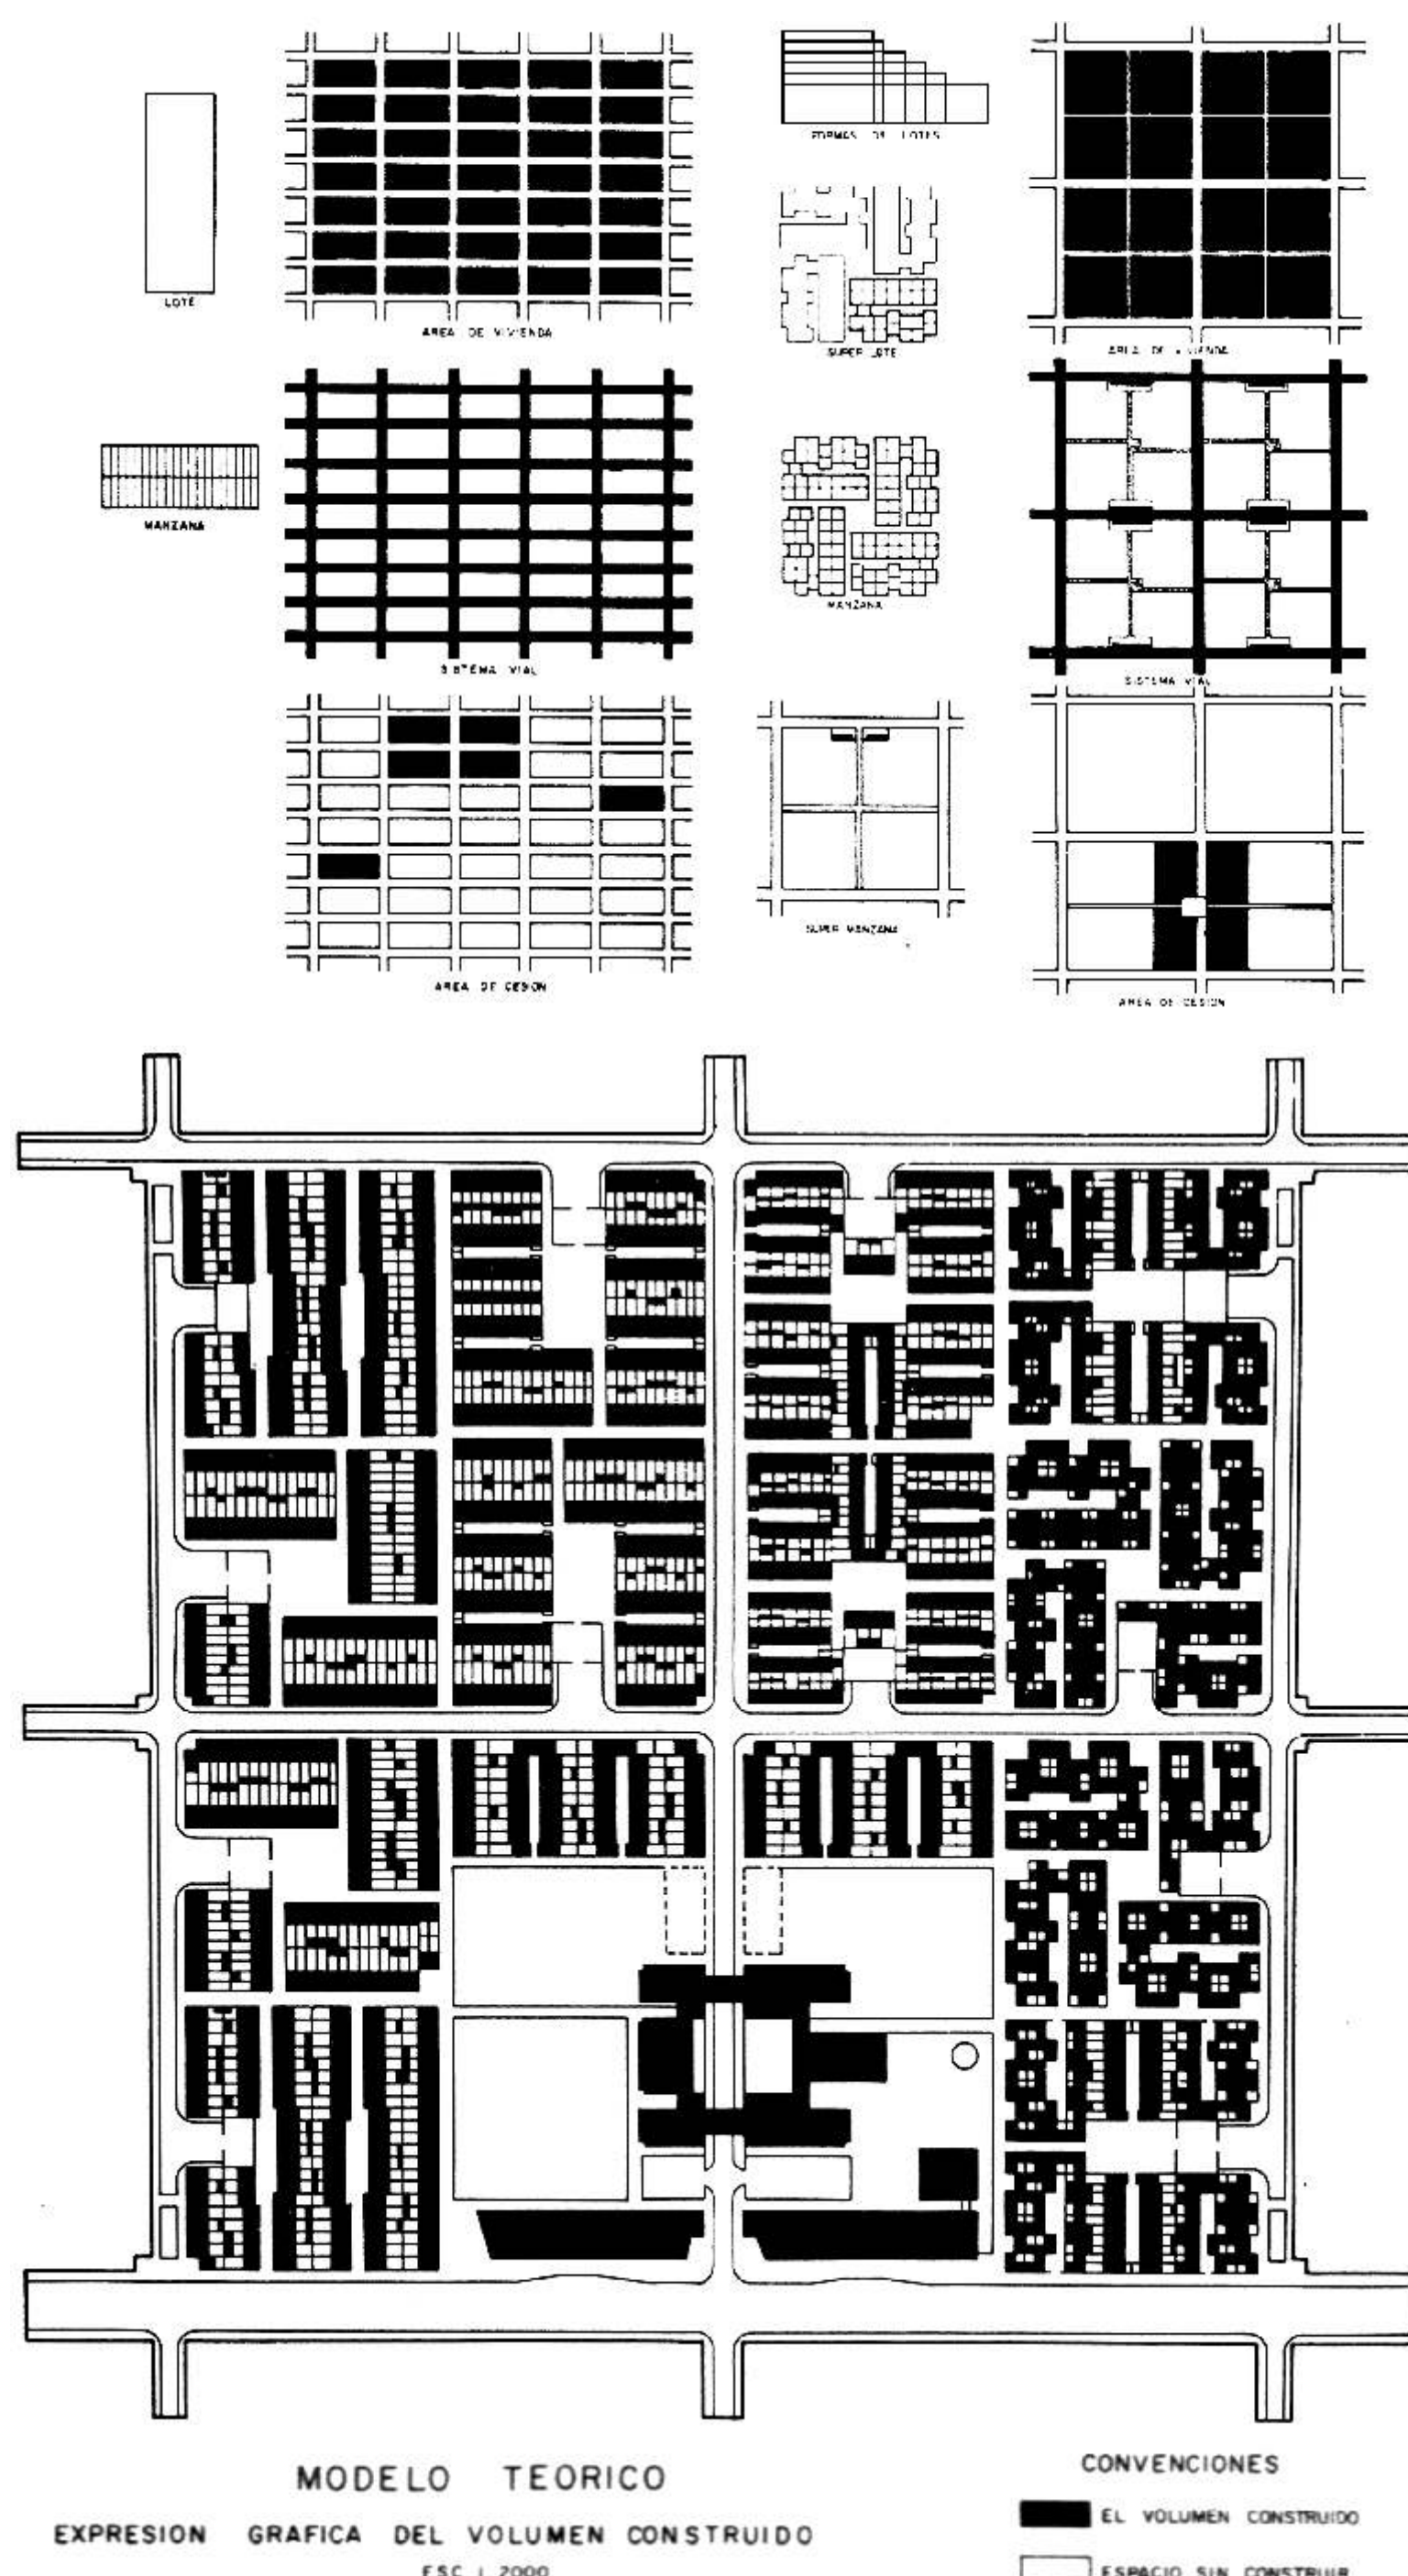 FORMAS DE LOTES
LOTE
AREA DE VIVIENDA
SUPER LOTE
AREA DE VIVIENDA
MANZANA
MANZANA
SISTEMA VIAL
SISTEMA VIAL
SUPER MANZANA
AREA DE CESION
AREA DE CESION
MODELO TEORICO
EXPRESION GRAFICA DEL VOLUMEN CONSTRUIDO
ESC 1 2000
CONVENCIONES
EL VOLUMEN CONSTRUIDO
ESPACIO SIN CONSTRUIR